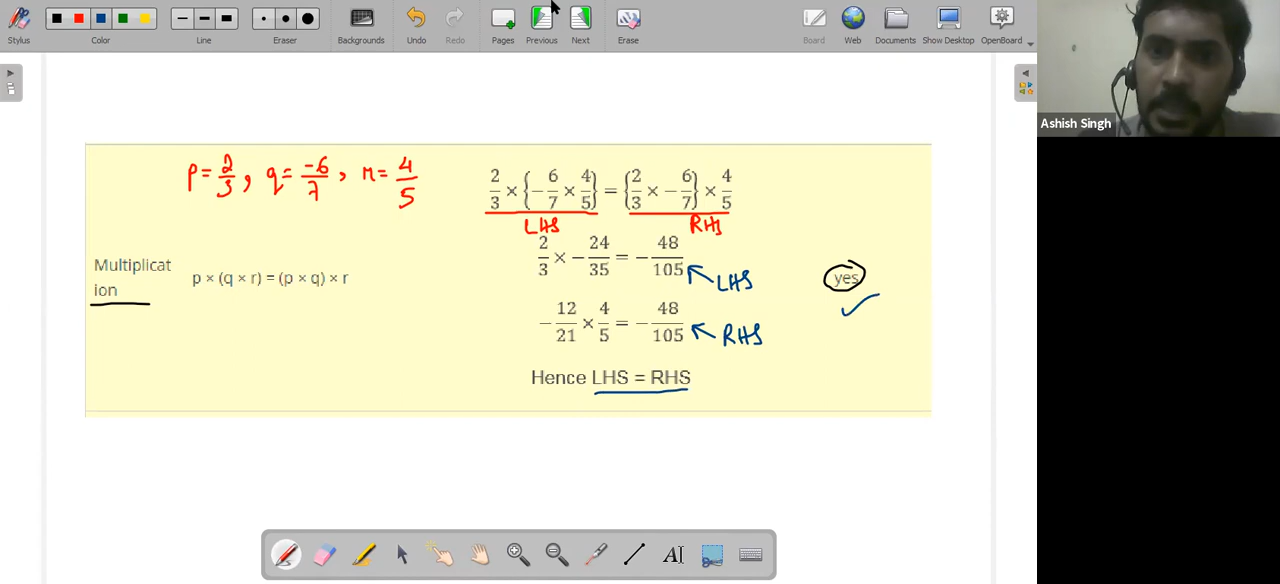 Stylus Color Line Eraser Backgrounds Undo Redo Pages Previous Next Erase Board Web Documents Show Desktop OpenBoard
Ashish Singh
p = 2/3, q = -6/7, r = 4/5
2/3 × {− 6/7 × 4/5} = {2/3 × − 6/7} × 4/5
LHS RHS
2/3 × − 24/35 = − 48/105
LHS
Multiplicat
ion
p × (q × r) = (p × q) × r
yes
− 12/21 × 4/5 = − 48/105
RHS
Hence LHS = RHS
A